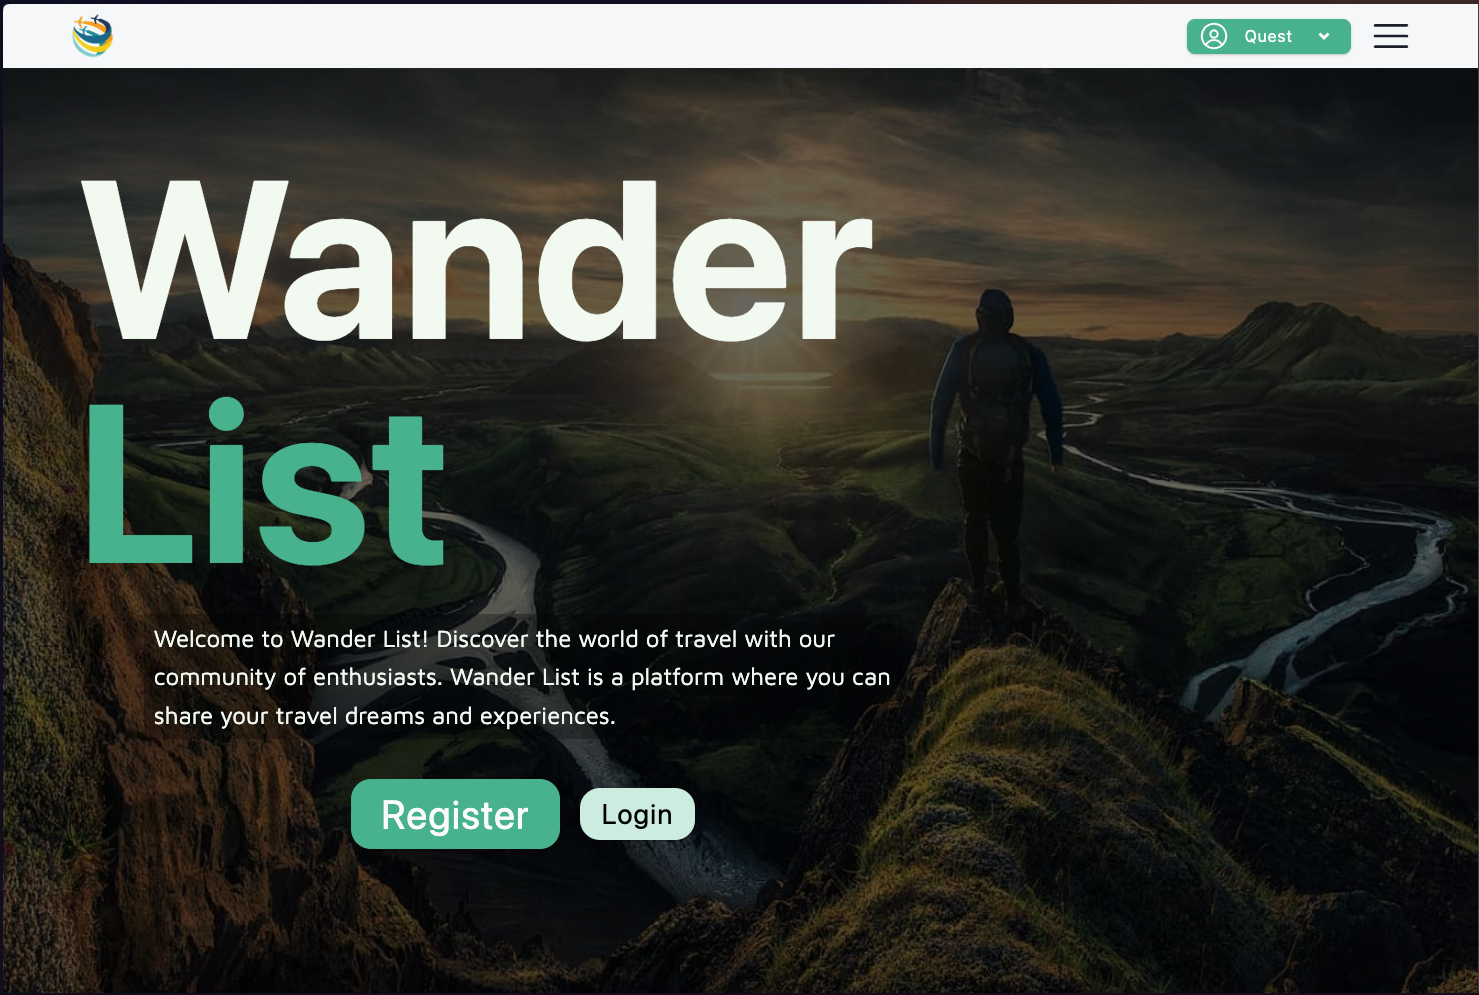 Quest
Wander
List
Welcome to Wander List! Discover the world of travel with our
community of enthusiasts. Wander List is a platform where you can
share your travel dreams and experiences.
Register
Login